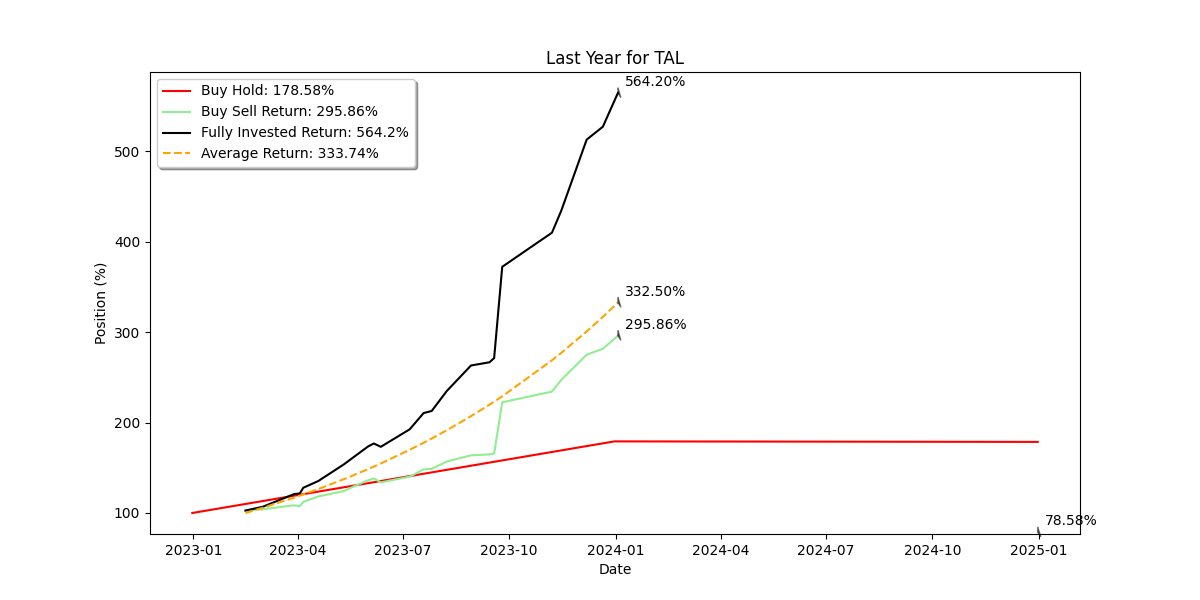 Last Year for TAL
Buy Hold: 178.58%
Buy Sell Return: 295.86%
Fully Invested Return: 564.2%
Average Return: 333.74%
564.20%
332.50%
295.86%
78.58%
Position (%)
500
400
300
200
100
2023-01
2023-04
2023-07
2023-10
2024-01
2024-04
2024-07
2024-10
2025-01
Date